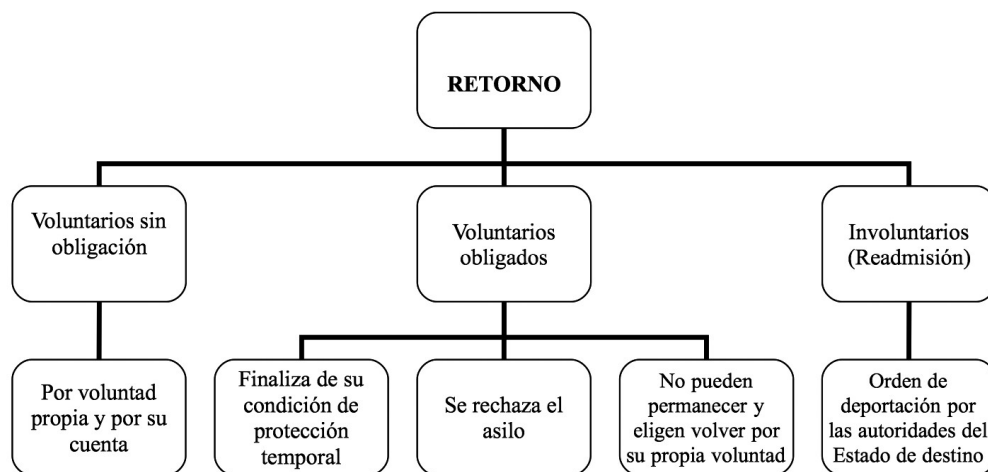 RETORNO
Voluntarios sin
obligación
Voluntarios
obligados
Involuntarios
(Readmisión)
Por voluntad
propia y por su
cuenta
Finaliza de su
condición de
protección
temporal
Se rechaza el
asilo
No pueden
permanecer y
eligen volver por
su propia voluntad
Orden de
deportación por
las autoridades del
Estado de destino